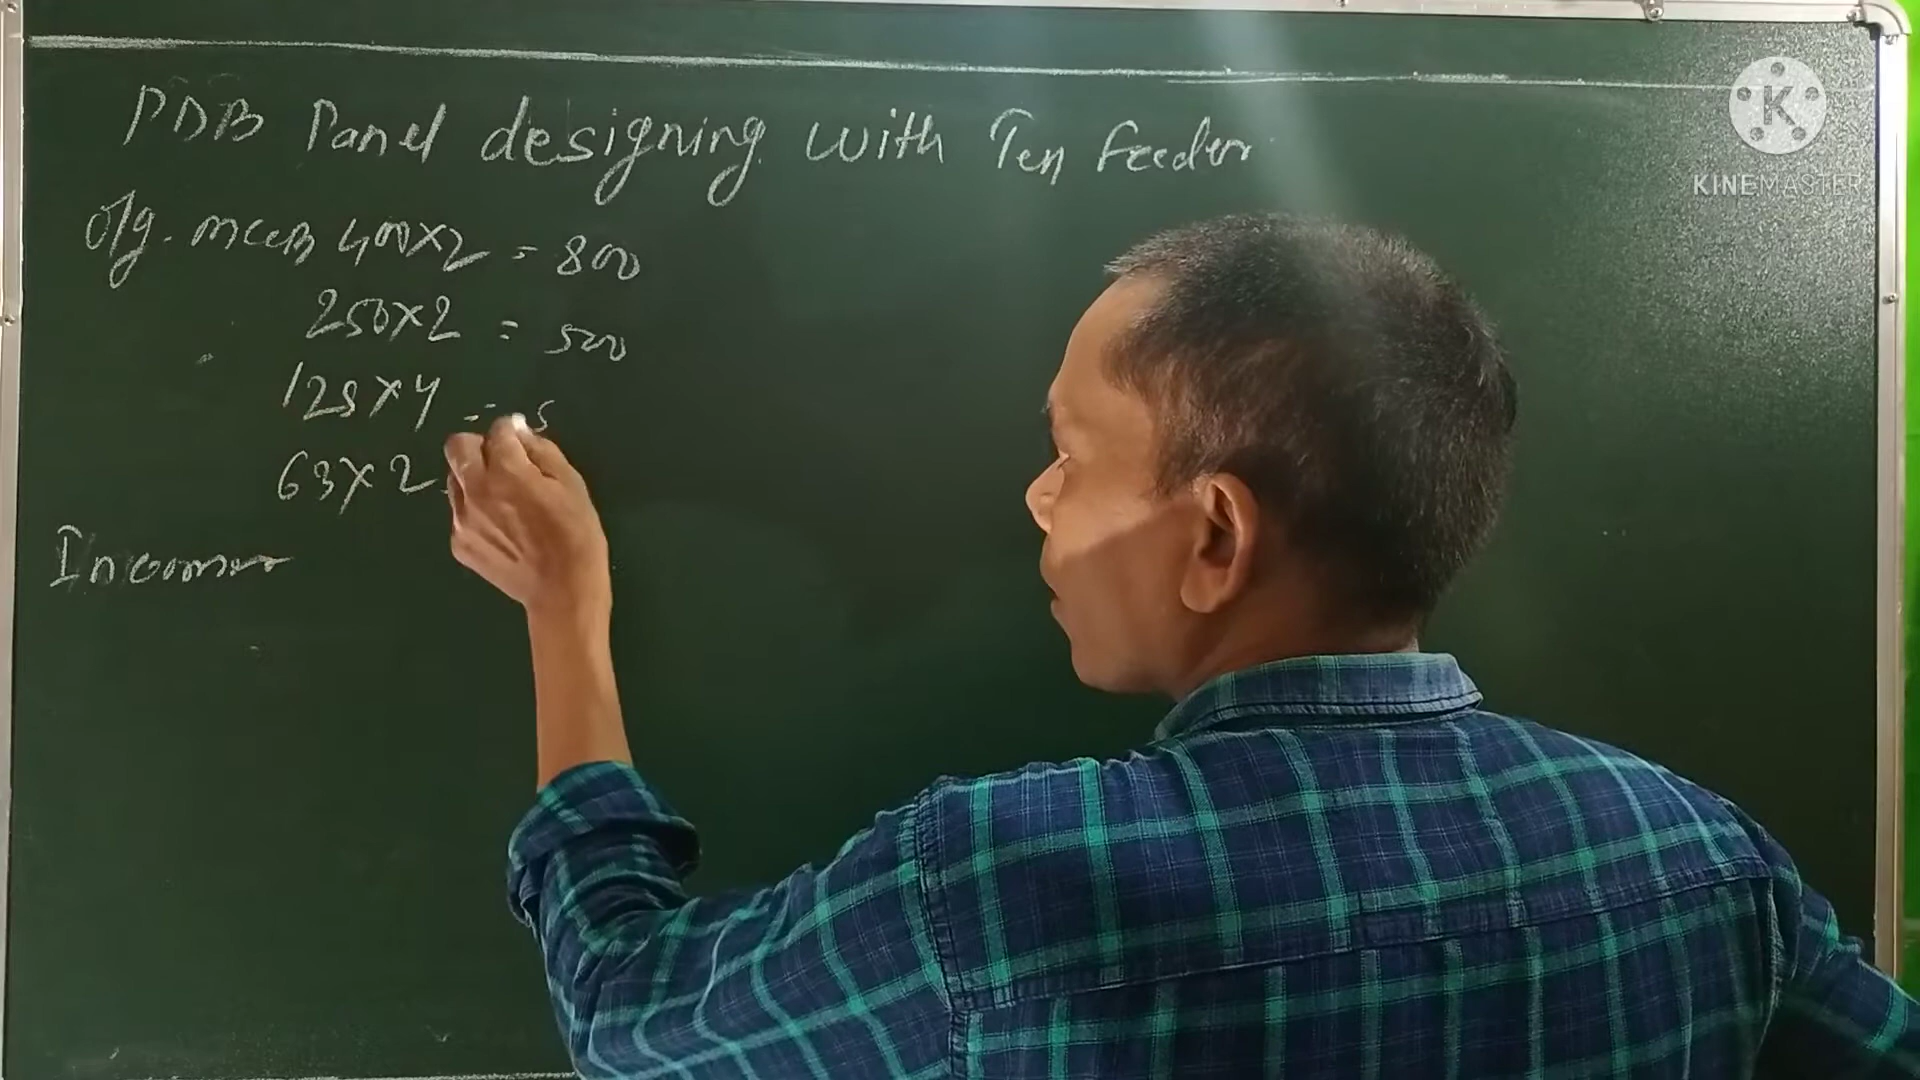 PDB Panel designing with Ten feeder
O/g. MCCB 400×2 = 800
250×2 = 500
125×4 = 5
63×2
Incomer
KINEMASTER